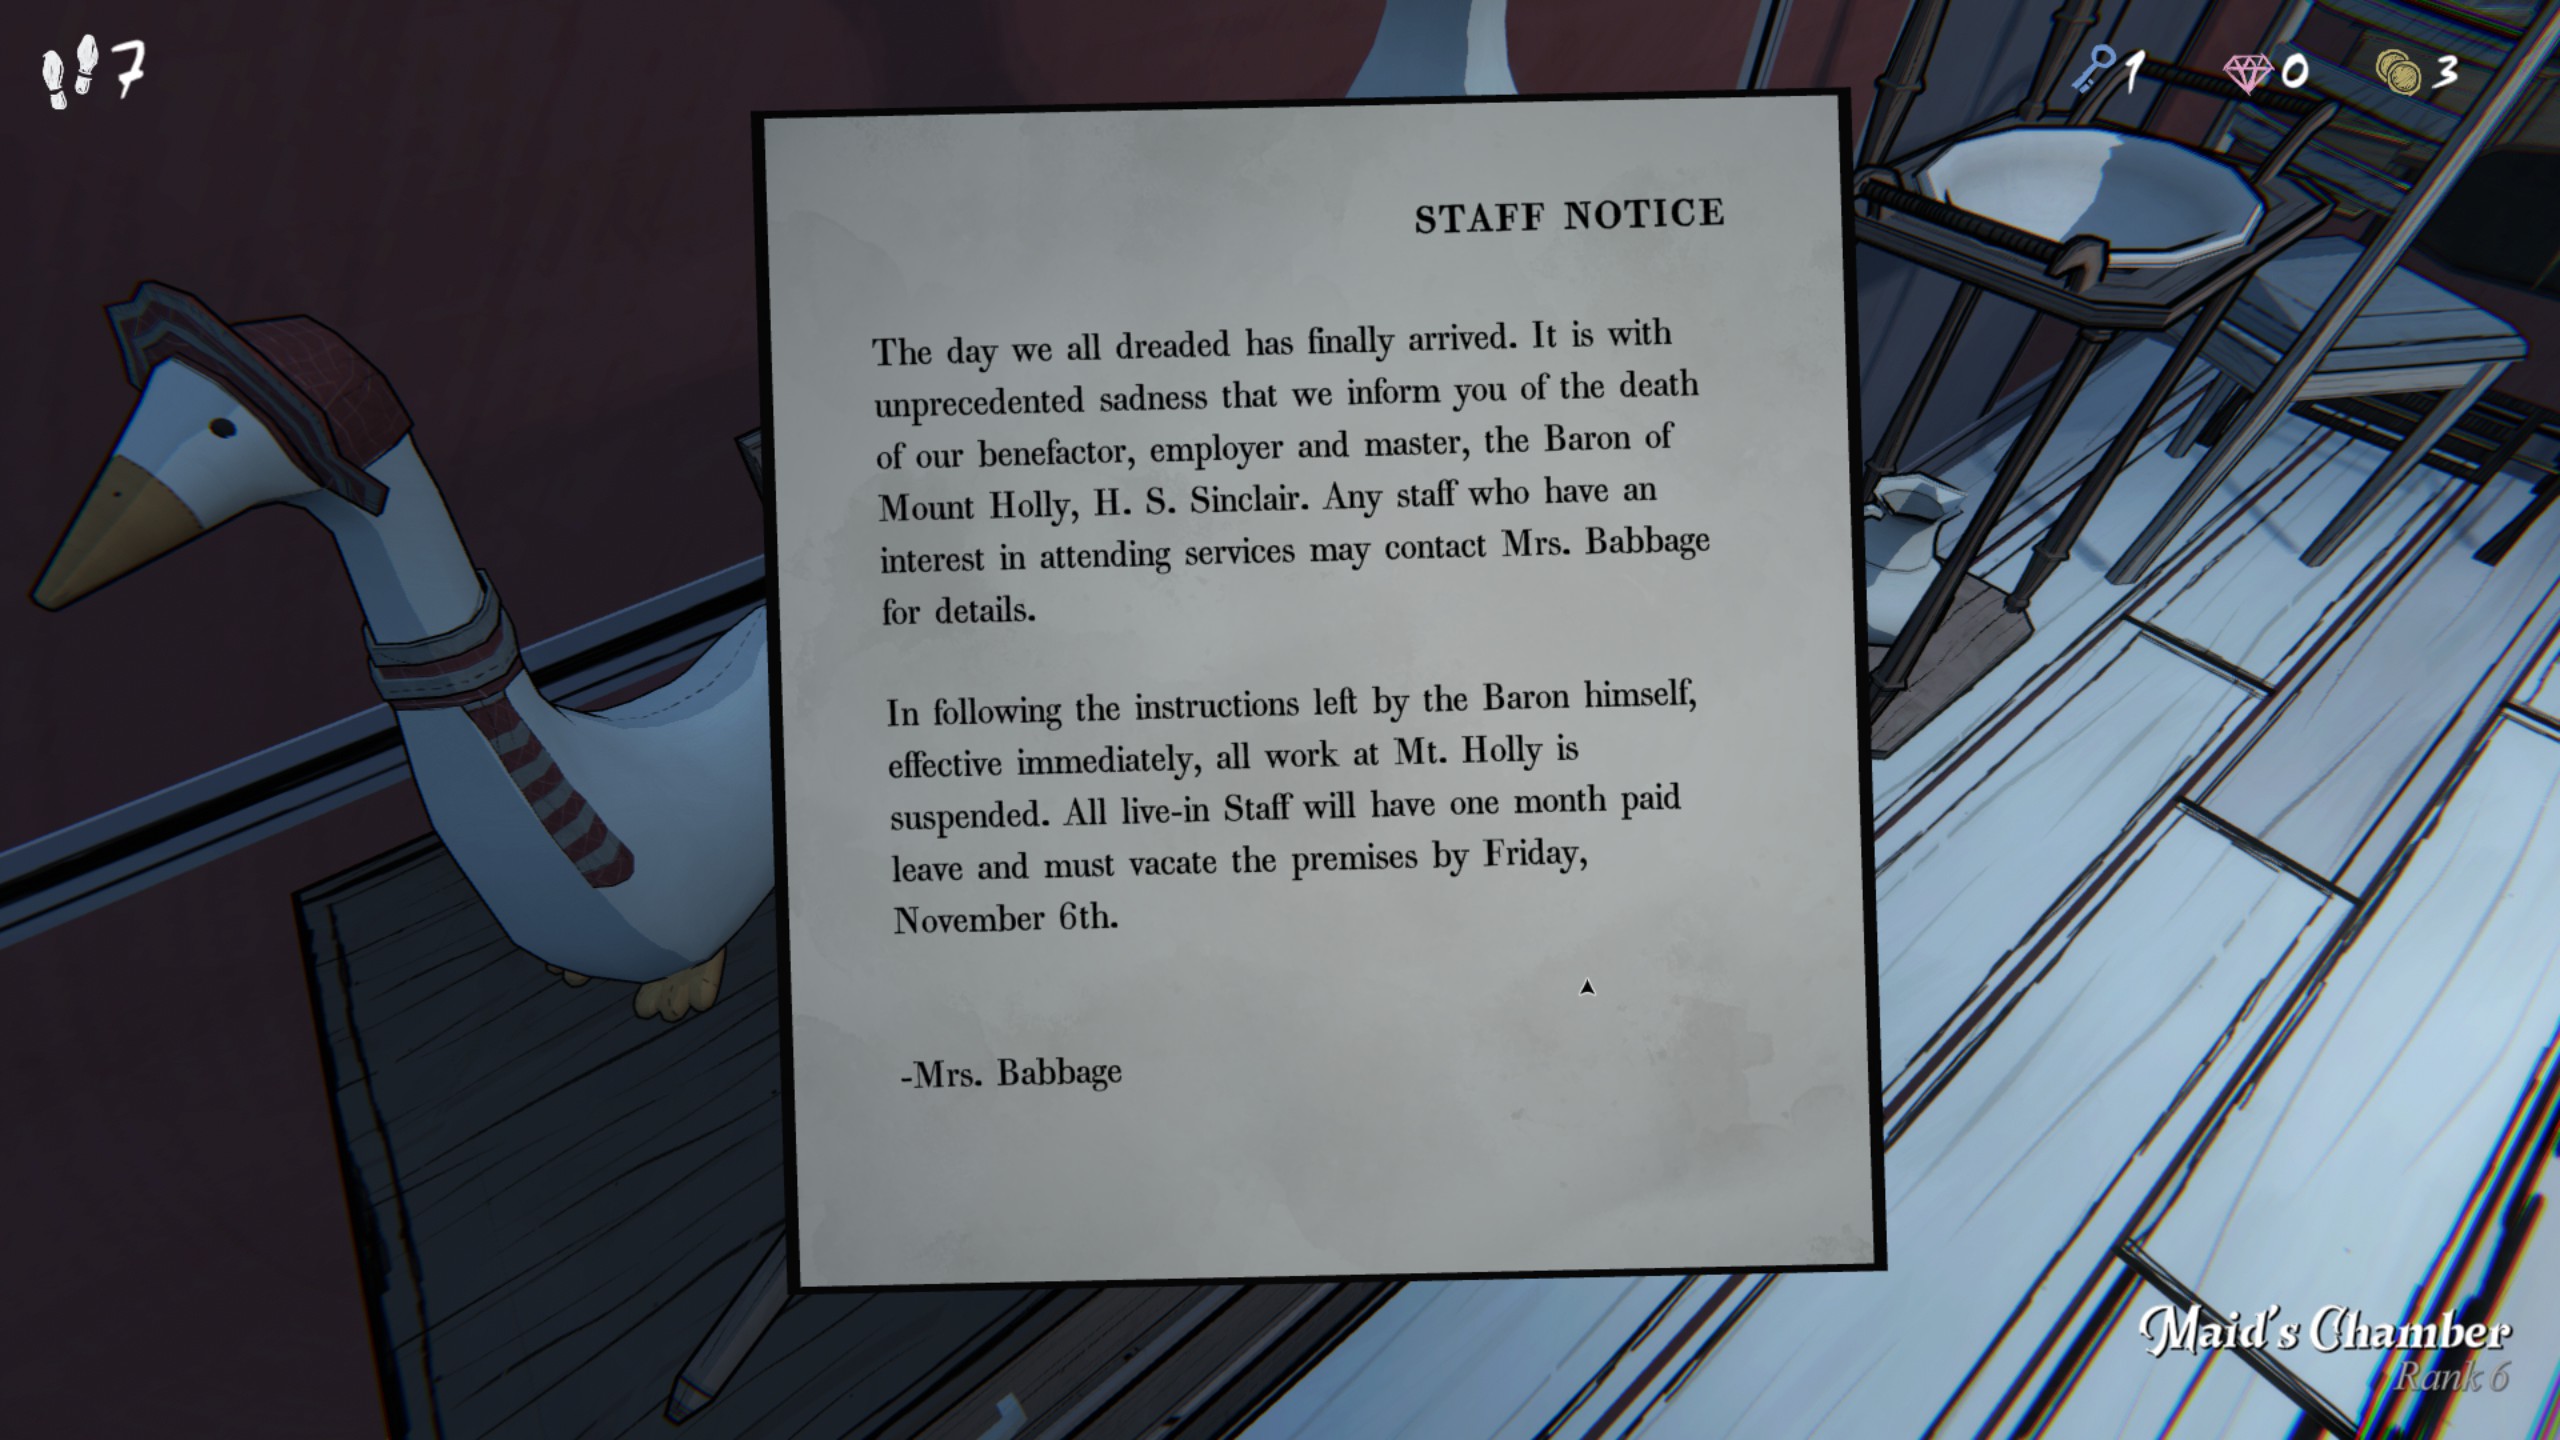 7
1
0
3
STAFF NOTICE
The day we all dreaded has finally arrived. It is with
unprecedented sadness that we inform you of the death
of our benefactor, employer and master, the Baron of
Mount Holly, H. S. Sinclair. Any staff who have an
interest in attending services may contact Mrs. Babbage
for details.
In following the instructions left by the Baron himself,
effective immediately, all work at Mt. Holly is
suspended. All live-in Staff will have one month paid
leave and must vacate the premises by Friday,
November 6th.
-Mrs. Babbage
Maid's Chamber
Rank 6